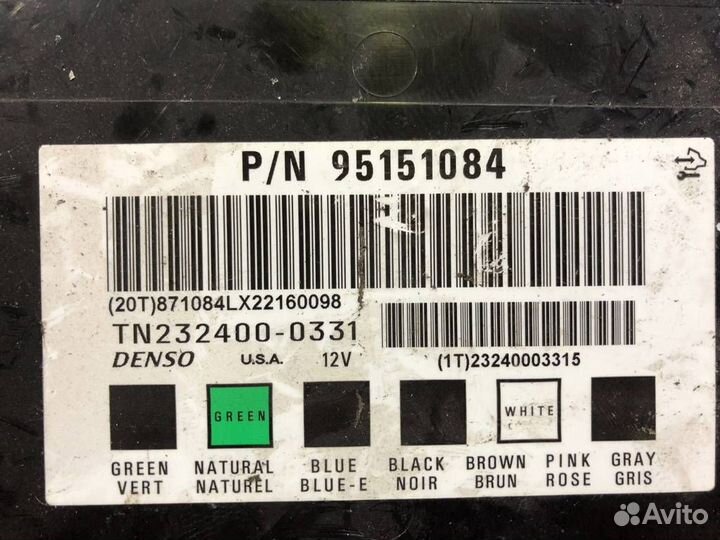 P/N 95151084
(20T)871084LX22160098
TN232400-0331
(1T)23240003315
DENSO U.S.A. 12V
GREEN WHITE
GREEN NATURAL BLUE BLACK BROWN PINK GRAY
VERT NATUREL BLUE-E NOIR BRUN ROSE GRIS
Avito